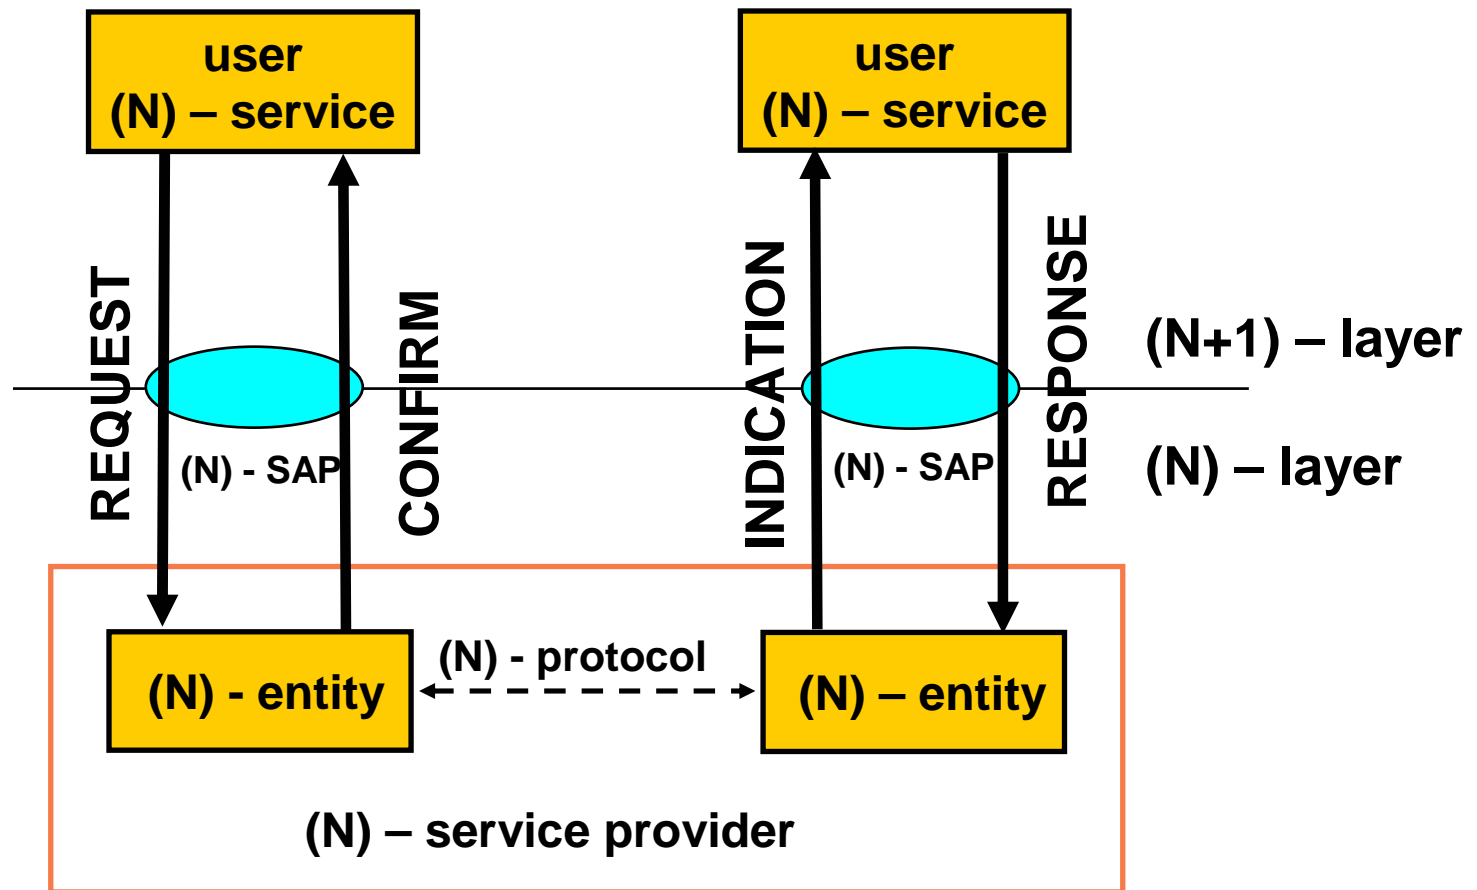 user
(N) – service
user
(N) – service
REQUEST
CONFIRM
INDICATION
RESPONSE
(N+1) – layer
(N) - SAP
(N) - SAP
(N) – layer
(N) - protocol
(N) - entity
(N) – entity
(N) – service provider